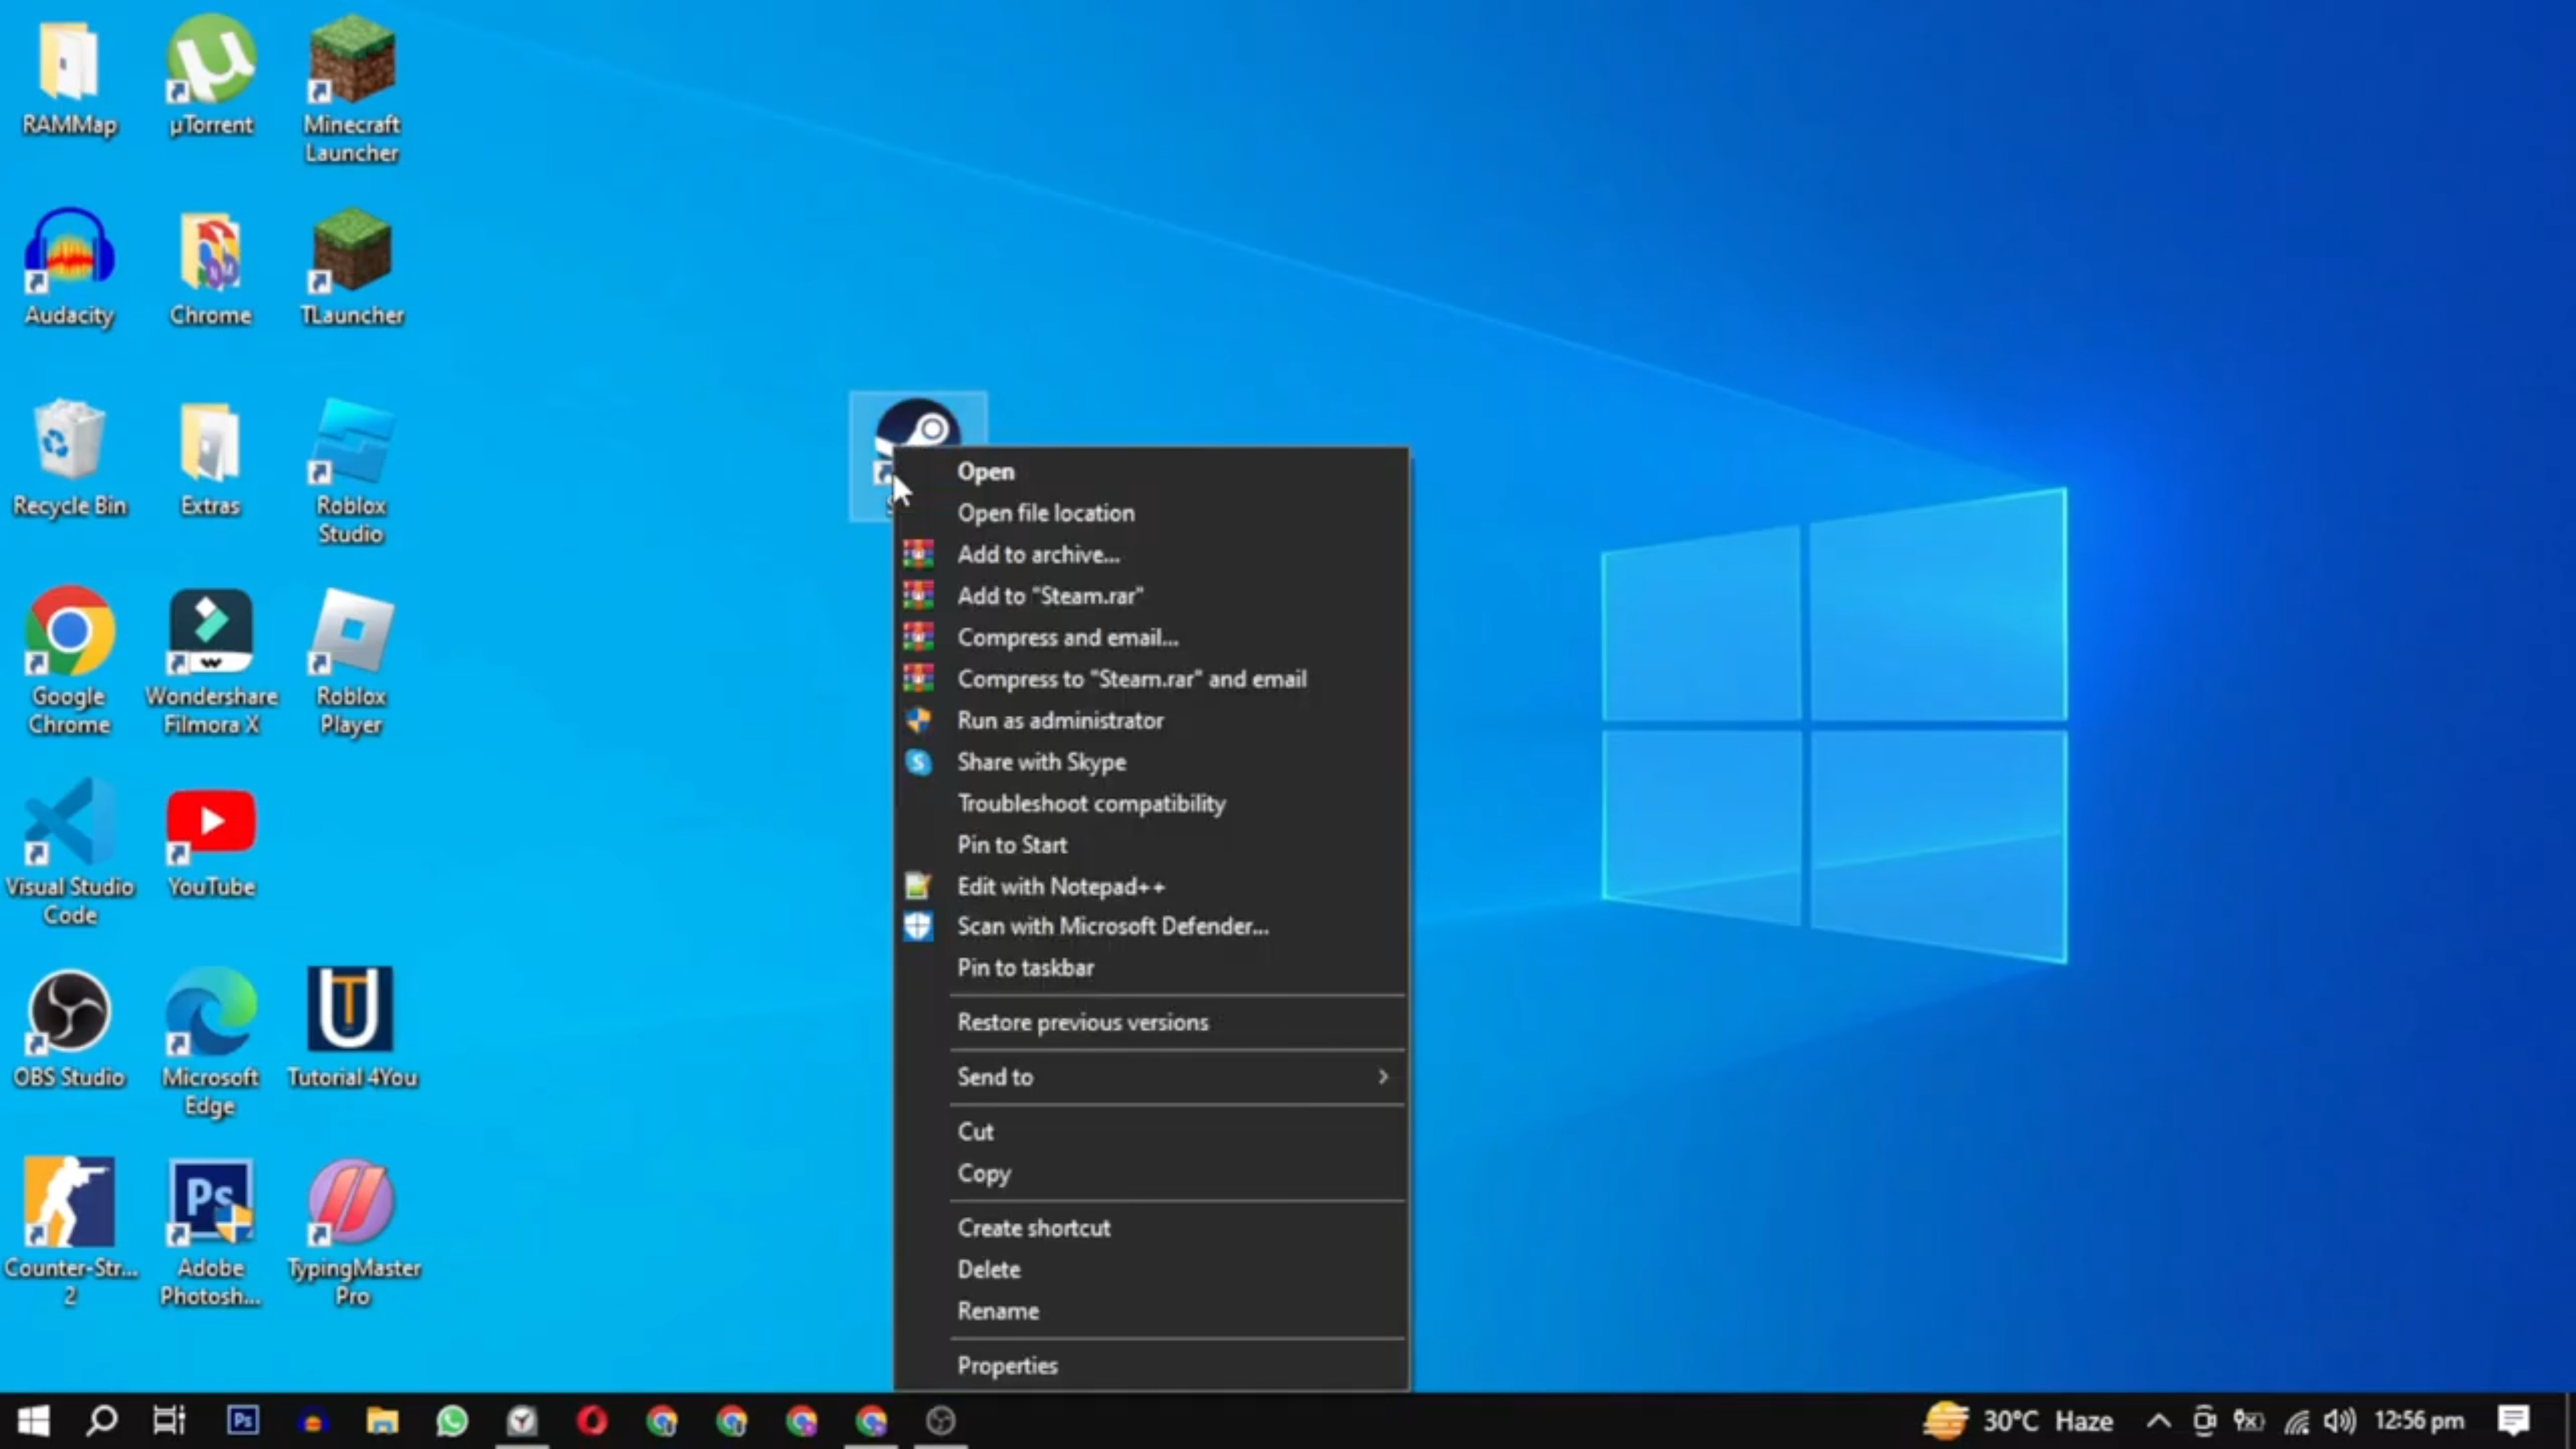 RAMMap
µTorrent
Minecraft
Launcher
Audacity
Chrome
TLauncher
Recycle Bin
Extras
Roblox
Studio
Google
Chrome
Wondershare
Filmora X
Roblox
Player
Visual Studio
Code
YouTube
OBS Studio
Microsoft
Edge
Tutorial 4You
Counter-Str...
2
Adobe
Photosh...
TypingMaster
Pro
Open
Open file location
Add to archive...
Add to "Steam.rar"
Compress and email...
Compress to "Steam.rar" and email
Run as administrator
Share with Skype
Troubleshoot compatibility
Pin to Start
Edit with Notepad++
Scan with Microsoft Defender...
Pin to taskbar
Restore previous versions
Send to
Cut
Copy
Create shortcut
Delete
Rename
Properties
Ps
Ps
30°C Haze
12:56 pm